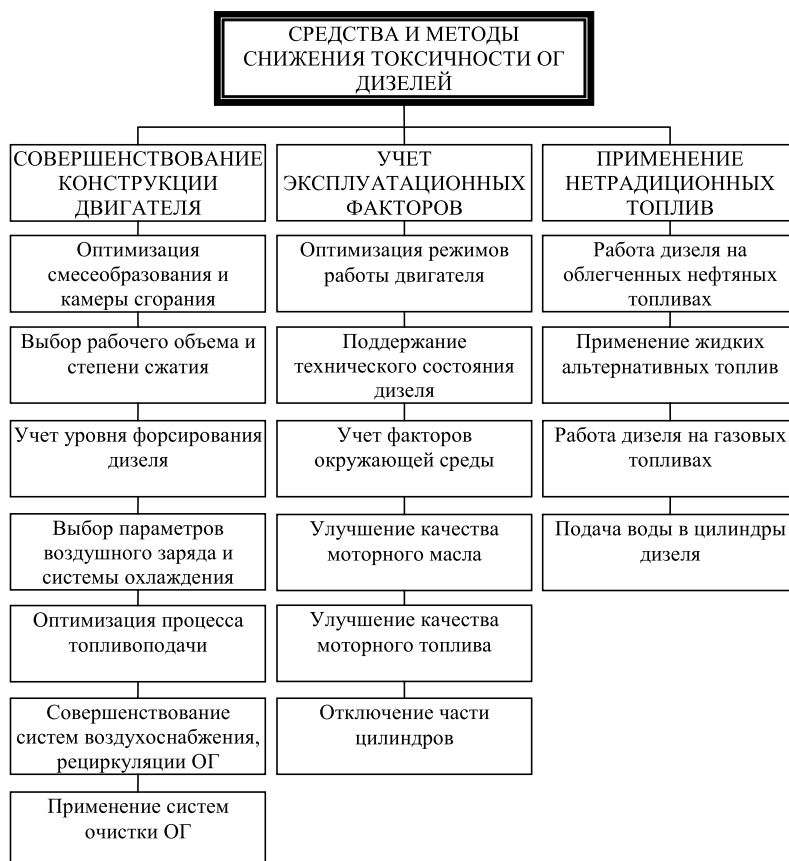 СРЕДСТВА И МЕТОДЫ
СНИЖЕНИЯ ТОКСИЧНОСТИ ОГ
ДИЗЕЛЕЙ
СОВЕРШЕНСТВОВАНИЕ
КОНСТРУКЦИИ
ДВИГАТЕЛЯ
Оптимизация
смесеобразования и
камеры сгорания
Выбор рабочего объема и
степени сжатия
Учет уровня форсирования
дизеля
Выбор параметров
воздушного заряда и
системы охлаждения
Оптимизация процесса
топливоподачи
Совершенствование
систем воздухоснабжения,
рециркуляции ОГ
Применение систем
очистки ОГ
УЧЕТ
ЭКСПЛУАТАЦИОННЫХ
ФАКТОРОВ
Оптимизация режимов
работы двигателя
Поддержание
технического состояния
дизеля
Учет факторов
окружающей среды
Улучшение качества
моторного масла
Улучшение качества
моторного топлива
Отключение части
цилиндров
ПРИМЕНЕНИЕ
НЕТРАДИЦИОННЫХ
ТОПЛИВ
Работа дизеля на
облегченных нефтяных
топливах
Применение жидких
альтернативных топлив
Работа дизеля на газовых
топливах
Подача воды в цилиндры
дизеля